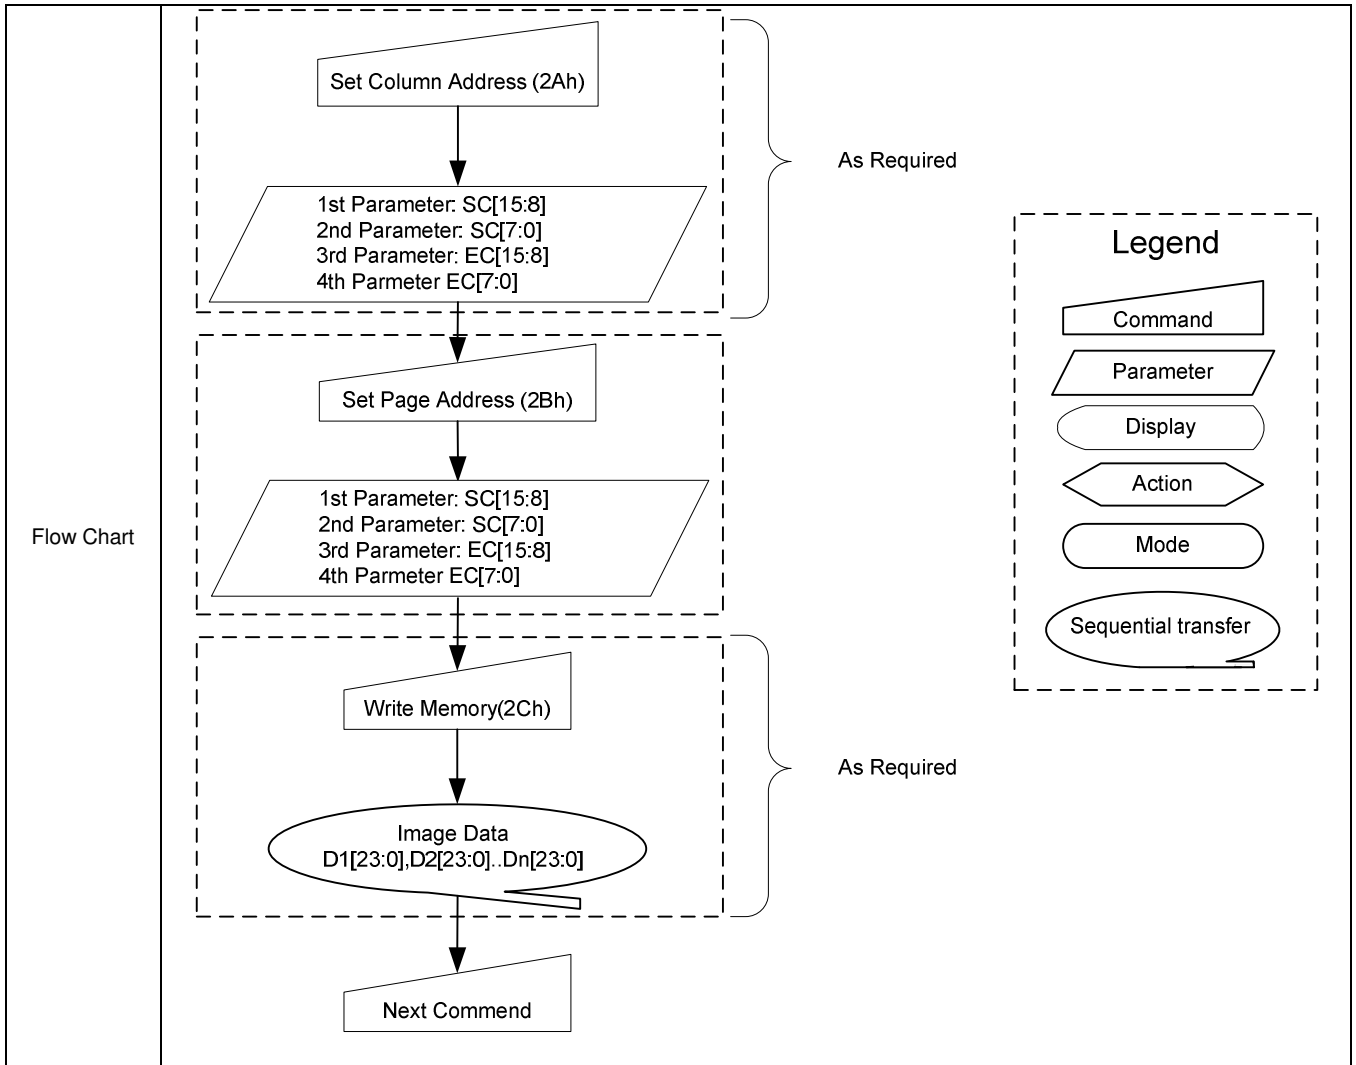 Flow Chart
Set Column Address (2Ah)
1st Parameter: SC[15:8]
2nd Parameter: SC[7:0]
3rd Parameter: EC[15:8]
4th Parmeter EC[7:0]
As Required
Set Page Address (2Bh)
1st Parameter: SC[15:8]
2nd Parameter: SC[7:0]
3rd Parameter: EC[15:8]
4th Parmeter EC[7:0]
Write Memory(2Ch)
Image Data
D1[23:0],D2[23:0]..Dn[23:0]
As Required
Next Commend
Legend
Command
Parameter
Display
Action
Mode
Sequential transfer